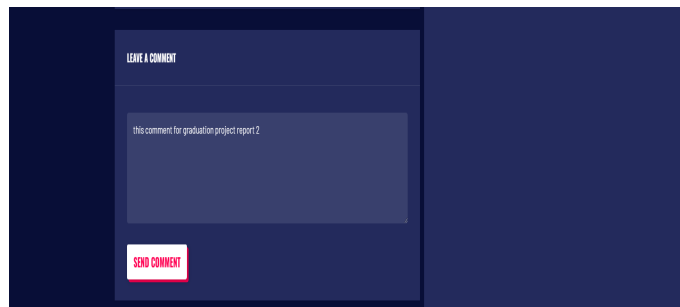 LEAVE A COMMENT
this comment for graduation project report 2
SEND COMMENT